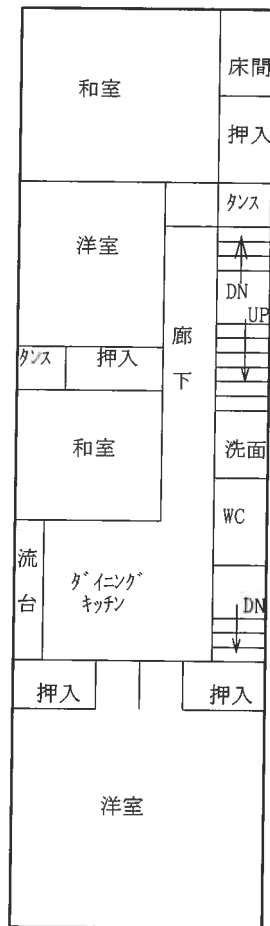 和室
床間
押入
タンス
洋室
DN
UP
タンス
押入
廊
下
和室
洗面
WC
流
台
ダイニング
キッチン
DN
押入
押入
洋室